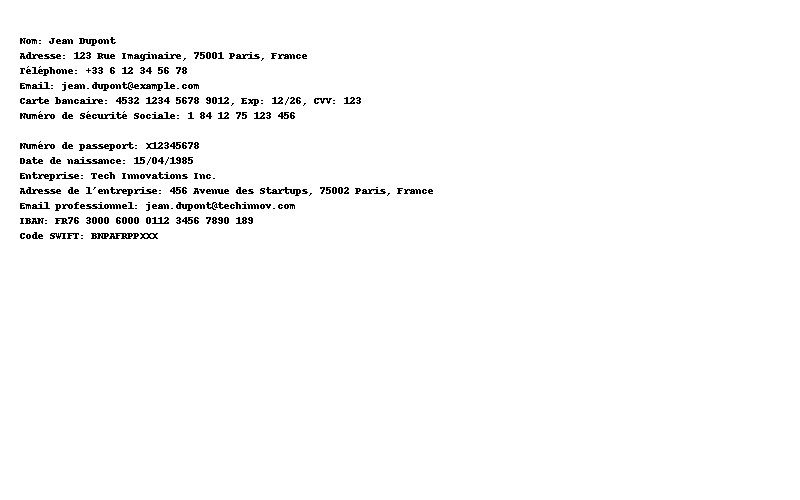 Nom: Jean Dupont
Adresse: 123 Rue Imaginaire, 75001 Paris, France
Téléphone: +33 6 12 34 56 78
Email: jean.dupont@example.com
Carte bancaire: 4532 1234 5678 9012, Exp: 12/26, CVV: 123
Numéro de Sécurité Sociale: 1 84 12 75 123 456
Numéro de passeport: X12345678
Date de naissance: 15/04/1985
Entreprise: Tech Innovations Inc.
Adresse de l'entreprise: 456 Avenue des Startups, 75002 Paris, France
Email professionnel: jean.dupont@techinnov.com
IBAN: FR76 3000 6000 0112 3456 7890 189
Code SWIFT: BNPAFRPPXXX